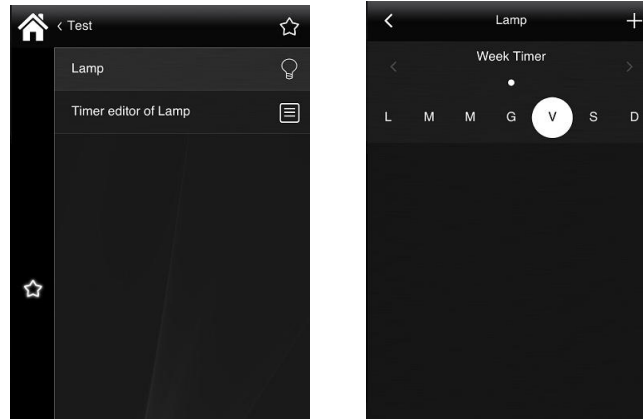 < Test
Lamp
Timer editor of Lamp
Lamp
Week Timer
L M M G V S D